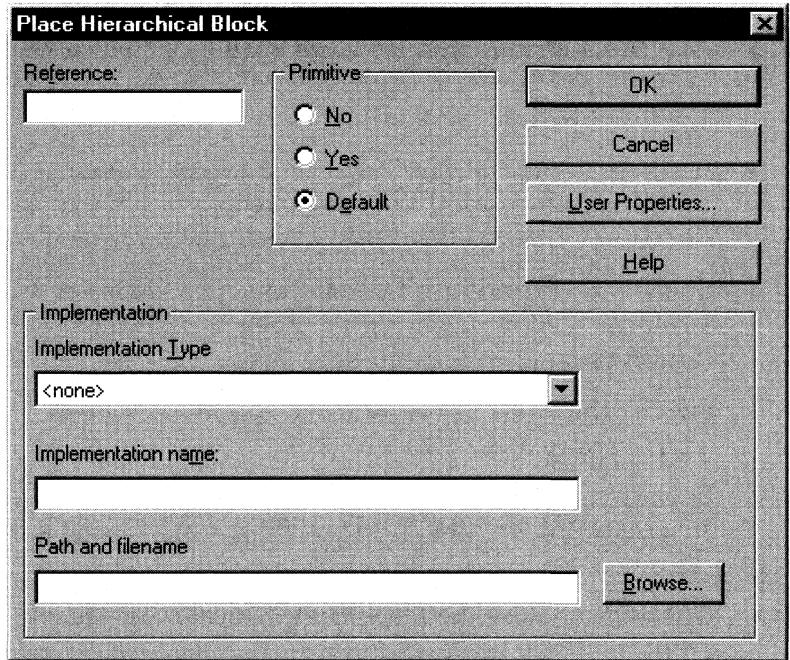 Place Hierarchical Block
Reference:
Primitive
No
Yes
Default
OK
Cancel
User Properties...
Help
Implementation
Implementation Type
<none>
Implementation name:
Path and filename
Browse...